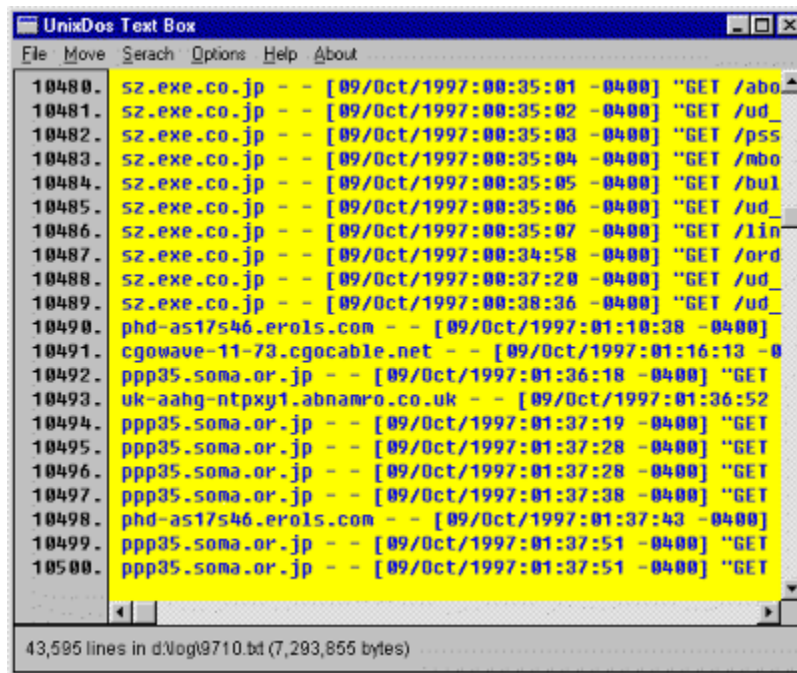 UnixDos Text Box
File Move Serach Options Help About
10480. sz.exe.co.jp - - [09/Oct/1997:00:35:01 -0400] "GET /abo
10481. sz.exe.co.jp - - [09/Oct/1997:00:35:02 -0400] "GET /ud_
10482. sz.exe.co.jp - - [09/Oct/1997:00:35:03 -0400] "GET /pss
10483. sz.exe.co.jp - - [09/Oct/1997:00:35:04 -0400] "GET /mbo
10484. sz.exe.co.jp - - [09/Oct/1997:00:35:05 -0400] "GET /bul
10485. sz.exe.co.jp - - [09/Oct/1997:00:35:06 -0400] "GET /ud_
10486. sz.exe.co.jp - - [09/Oct/1997:00:35:07 -0400] "GET /lin
10487. sz.exe.co.jp - - [09/Oct/1997:00:34:58 -0400] "GET /ord
10488. sz.exe.co.jp - - [09/Oct/1997:00:37:20 -0400] "GET /ud_
10489. sz.exe.co.jp - - [09/Oct/1997:00:38:36 -0400] "GET /ud_
10490. phd-as17s46.erols.com - - [09/Oct/1997:01:10:38 -0400]
10491. cgowave-11-73.cgocable.net - - [09/Oct/1997:01:16:13 -0
10492. ppp35.soma.or.jp - - [09/Oct/1997:01:36:18 -0400] "GET
10493. uk-aahg-ntpxy1.abnamro.co.uk - - [09/Oct/1997:01:36:52
10494. ppp35.soma.or.jp - - [09/Oct/1997:01:37:19 -0400] "GET
10495. ppp35.soma.or.jp - - [09/Oct/1997:01:37:28 -0400] "GET
10496. ppp35.soma.or.jp - - [09/Oct/1997:01:37:28 -0400] "GET
10497. ppp35.soma.or.jp - - [09/Oct/1997:01:37:38 -0400] "GET
10498. phd-as17s46.erols.com - - [09/Oct/1997:01:37:43 -0400]
10499. ppp35.soma.or.jp - - [09/Oct/1997:01:37:51 -0400] "GET
10500. ppp35.soma.or.jp - - [09/Oct/1997:01:37:51 -0400] "GET
43,595 lines in d:\log\9710.txt (7,293,855 bytes)